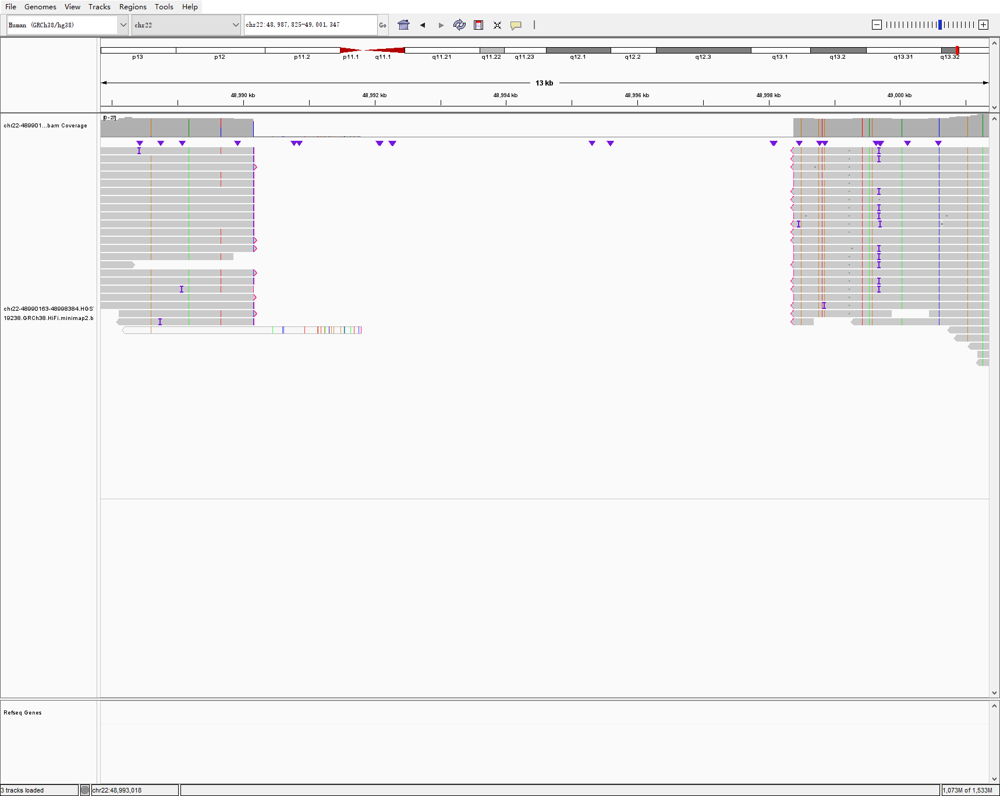 File Genomes View Tracks Regions Tools Help
Human (GRCh38/hg38) chr22 chr22:48,987,825-49,001,347 Go
p13 p12 p11.2 p11.1 q11.1 q11.21 q11.22 q11.23 q12.1 q12.2 q12.3 q13.1 q13.2 q13.31 q13.32
13 kb
48,990 kb 48,992 kb 48,994 kb 48,996 kb 48,998 kb 49,000 kb
[0-27]
chr22-489901...bam Coverage
chr22-48990163-48998384.HGS
19238.GRCh38.HiFi.minimap2.b
Refseq Genes
3 tracks loaded chr22:48,993,018 1,073M of 1,533M